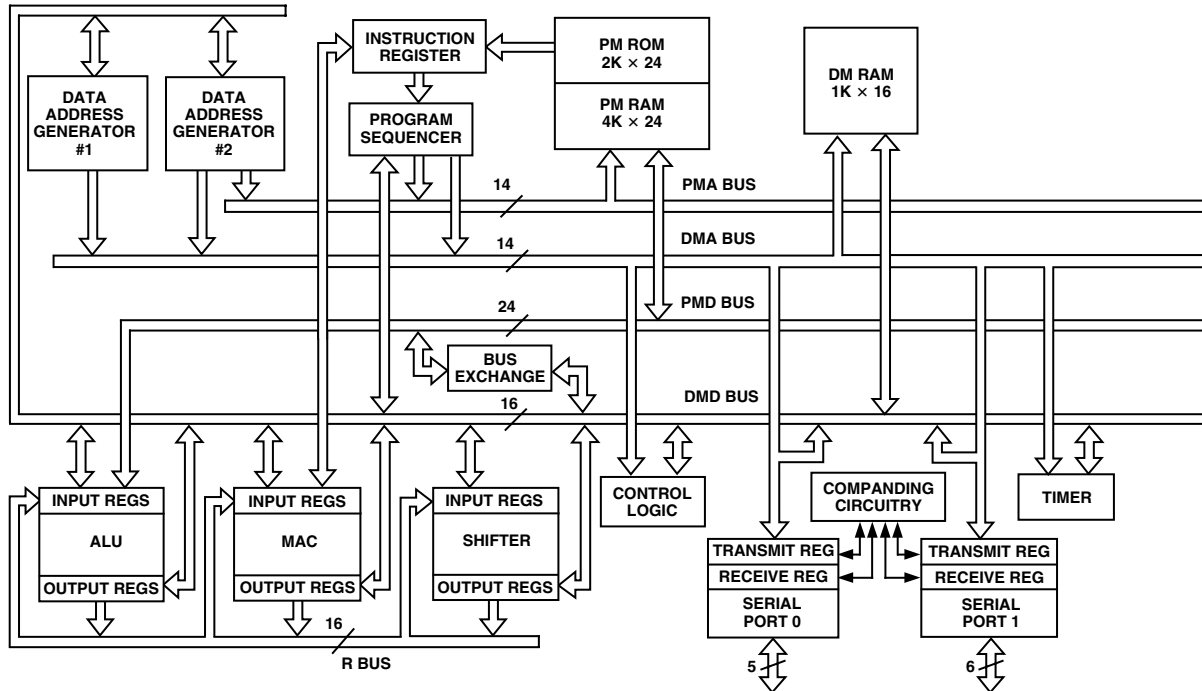 INSTRUCTION
REGISTER
PM ROM
2K × 24
PM RAM
4K × 24
DM RAM
1K × 16
DATA
ADDRESS
GENERATOR
#1
DATA
ADDRESS
GENERATOR
#2
PROGRAM
SEQUENCER
14
PMA BUS
14
DMA BUS
24
PMD BUS
BUS
EXCHANGE
16
DMD BUS
INPUT REGS
ALU
OUTPUT REGS
INPUT REGS
MAC
OUTPUT REGS
INPUT REGS
SHIFTER
OUTPUT REGS
16
R BUS
CONTROL
LOGIC
COMPANDING
CIRCUITRY
TIMER
TRANSMIT REG
RECEIVE REG
SERIAL
PORT 0
5
TRANSMIT REG
RECEIVE REG
SERIAL
PORT 1
6